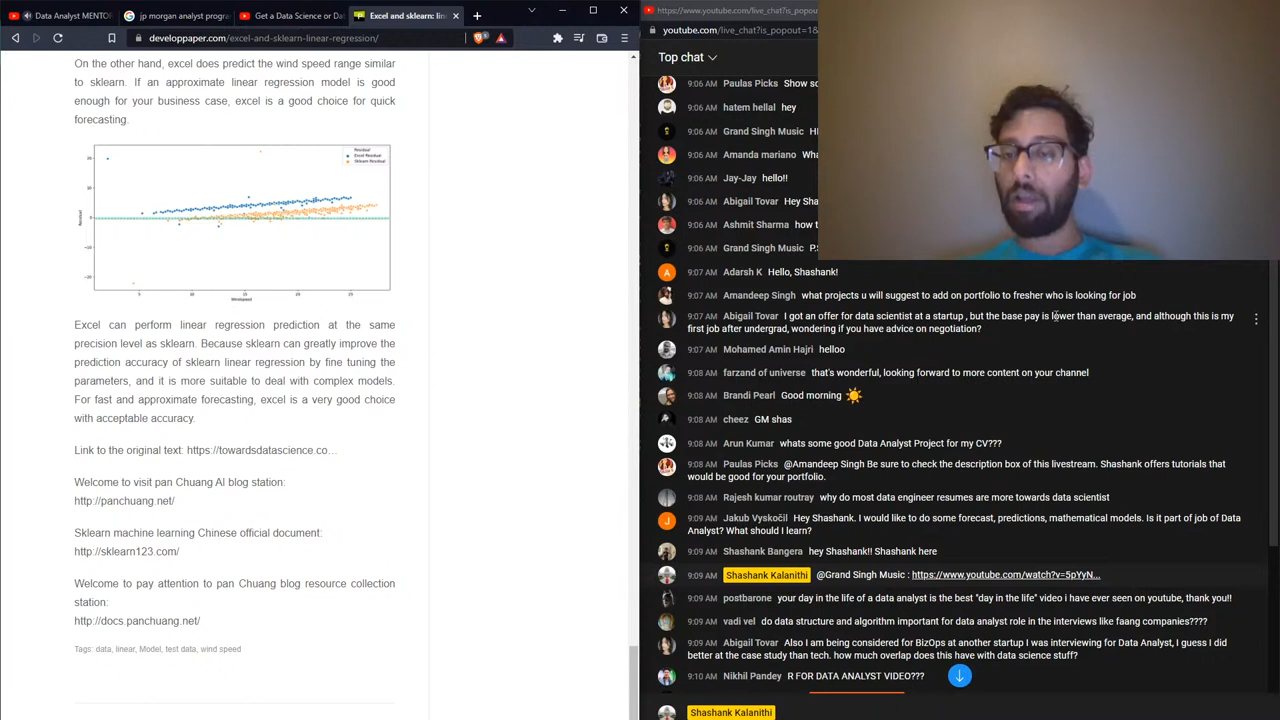 Data Analyst MENTOR
jp morgan analyst progra
Get a Data Science or Dat
Excel and sklearn: lin
developpaper.com/excel-and-sklearn-linear-regression/
On the other hand, excel does predict the wind speed range similar
to sklearn. If an approximate linear regression model is good
enough for your business case, excel is a good choice for quick
forecasting.
Residual
Excel Residual
Sklearn Residual
20
10
0
-10
-20
Residual
5
10
15
20
25
Windspeed
Excel can perform linear regression prediction at the same
precision level as sklearn. Because sklearn can greatly improve the
prediction accuracy of sklearn linear regression by fine tuning the
parameters, and it is more suitable to deal with complex models.
For fast and approximate forecasting, excel is a very good choice
with acceptable accuracy.
Link to the original text: https://towardsdatascience.co…
Welcome to visit pan Chuang AI blog station:
http://panchuang.net/
Sklearn machine learning Chinese official document:
http://sklearn123.com/
Welcome to pay attention to pan Chuang blog resource collection
station:
http://docs.panchuang.net/
Tags: data, linear, Model, test data, wind speed
https://www.youtube.com/live_chat?is_popou
youtube.com/live_chat?is_popout=1&
Top chat
9:06 AM Paulas Picks Show so
9:06 AM hatem hellal hey
9:06 AM Grand Singh Music
9:06 AM Amanda mariano Wha
9:06 AM Jay-Jay hello!!
9:06 AM Abigail Tovar Hey Sha
9:06 AM Ashmit Sharma how t
9:06 AM Grand Singh Music P.S
9:07 AM Adarsh K Hello, Shashank!
9:07 AM Amandeep Singh what projects u will suggest to add on portfolio to fresher who is looking for job
9:07 AM Abigail Tovar I got an offer for data scientist at a startup , but the base pay is lower than average, and although this is my
first job after undergrad, wondering if you have advice on negotiation?
9:07 AM Mohamed Amin Hajri helloo
9:08 AM farzand of universe that's wonderful, looking forward to more content on your channel
9:08 AM Brandi Pearl Good morning
9:08 AM cheez GM shas
9:08 AM Arun Kumar whats some good Data Analyst Project for my CV???
9:08 AM Paulas Picks @Amandeep Singh Be sure to check the description box of this livestream. Shashank offers tutorials that
would be good for your portfolio.
9:08 AM Rajesh kumar routray why do most data engineer resumes are more towards data scientist
9:09 AM Jakub Vyskočil Hey Shashank. I would like to do some forecast, predictions, mathematical models. Is it part of job of Data
Analyst? What should I learn?
9:09 AM Shashank Bangera hey Shashank!! Shashank here
9:09 AM Shashank Kalanithi @Grand Singh Music : https://www.youtube.com/watch?v=5pYyN...
9:09 AM postbarone your day in the life of a data analyst is the best "day in the life" video i have ever seen on youtube, thank you!!
9:09 AM vadi vel do data structure and algorithm important for data analyst role in the interviews like faang companies????
9:09 AM Abigail Tovar Also I am being considered for BizOps at another startup I was interviewing for Data Analyst, I guess I did
better at the case study than tech. how much overlap does this have with data science stuff?
9:10 AM Nikhil Pandey R FOR DATA ANALYST VIDEO???
Shashank Kalanithi